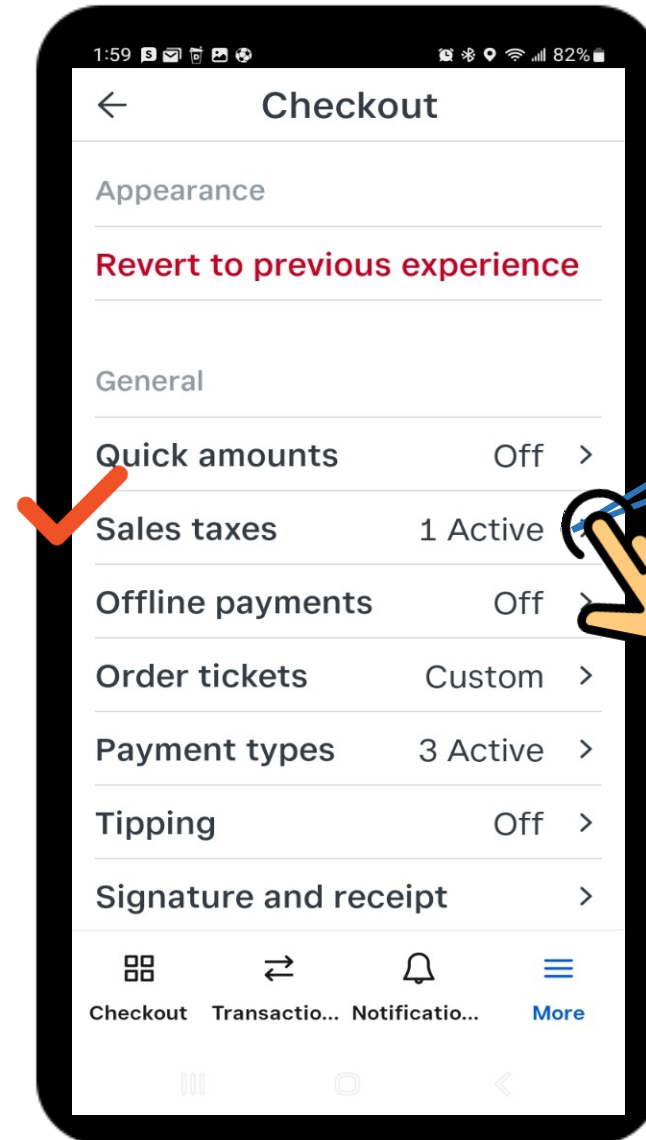 1:59 82%
Checkout
Appearance
Revert to previous experience
General
Quick amounts Off
Sales taxes 1 Active
Offline payments Off
Order tickets Custom
Payment types 3 Active
Tipping Off
Signature and receipt
Checkout Transactio... Notificatio... More